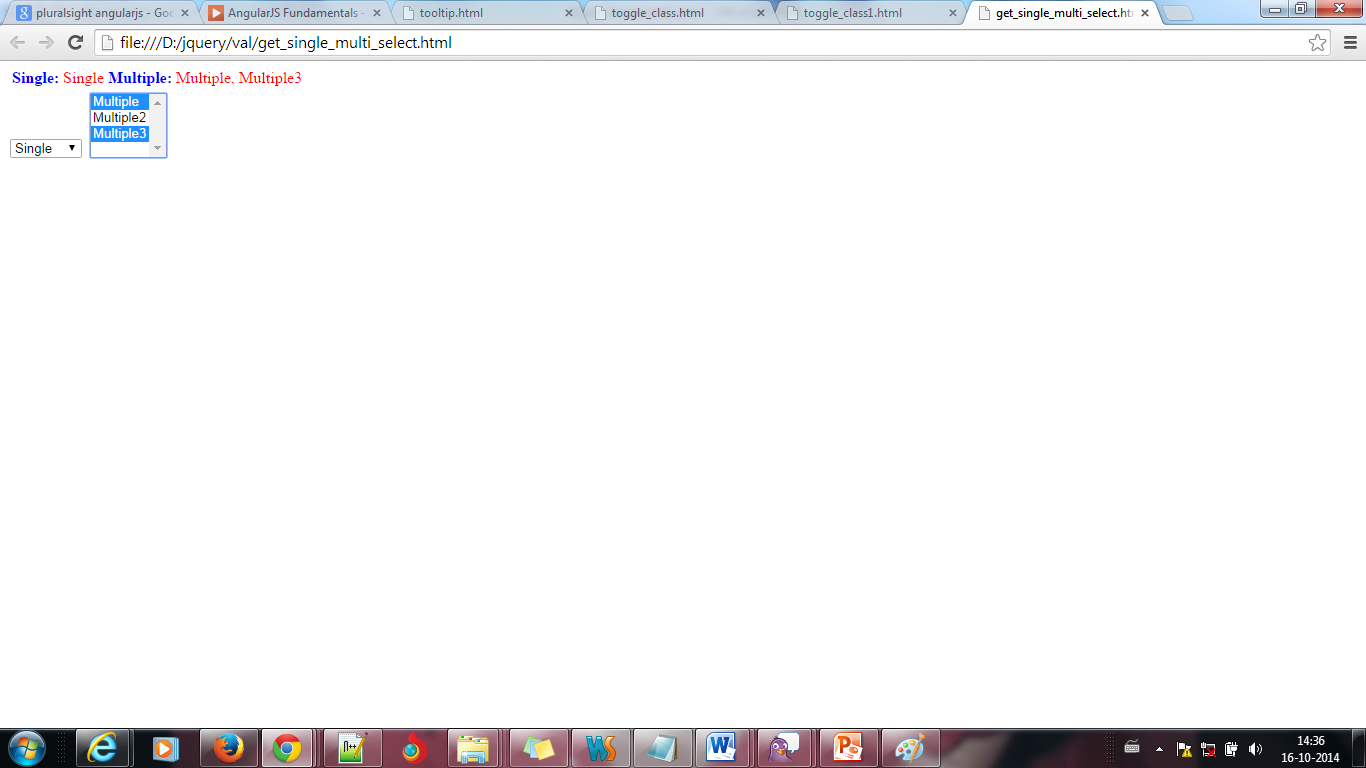 pluralsight angularjs - Goo
AngularJS Fundamentals -
tooltip.html
toggle_class.html
toggle_class1.html
get_single_multi_select.ht
file:///D:/jquery/val/get_single_multi_select.html
Single: Single Multiple: Multiple, Multiple3
Multiple
Multiple2
Multiple3
Single
14:36
16-10-2014